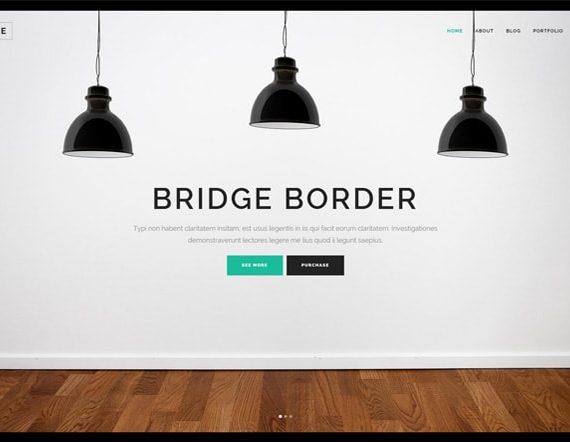 E
HOME ABOUT BLOG PORTFOLIO
BRIDGE BORDER
Typi non habent claritatem insitam; est usus legentis in iis qui facit eorum claritatem. Investigationes
demonstraverunt lectores legere me lius quod ii legunt saepius.
SEE MORE PURCHASE